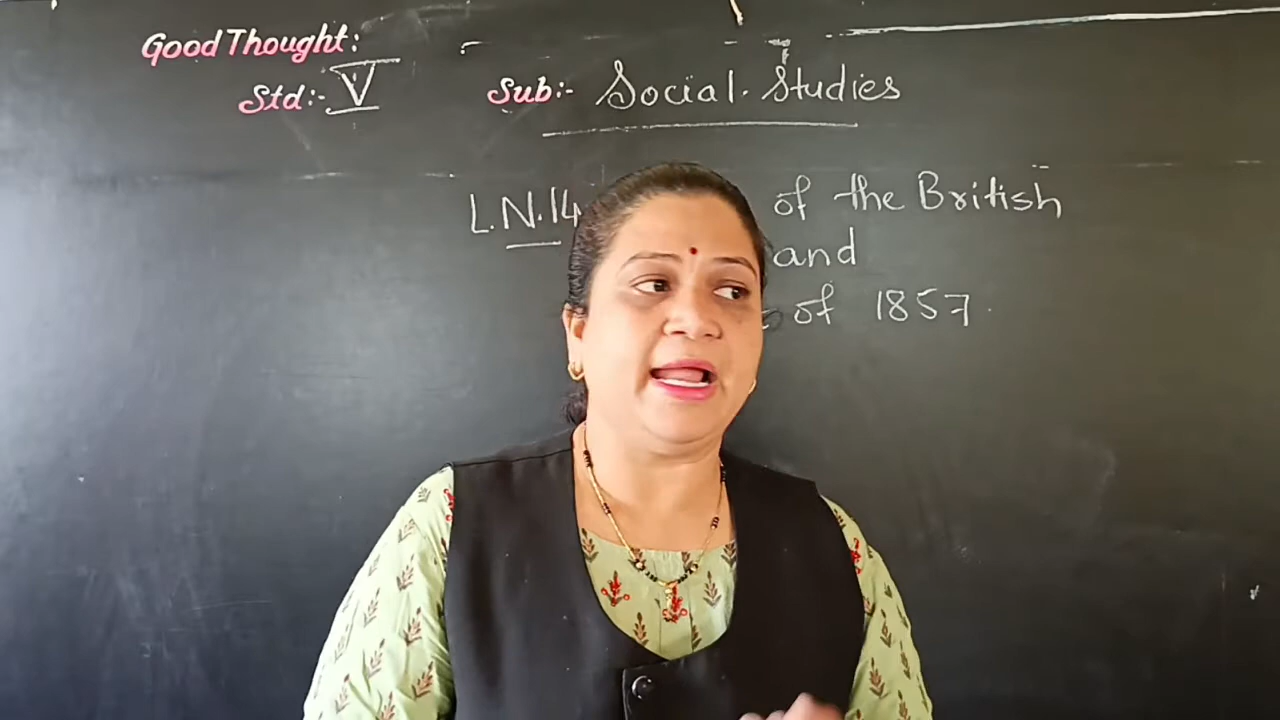 Good Thought:
Std:- V Sub:- Social. Studies
L.N.14 of the British
and
of 1857.